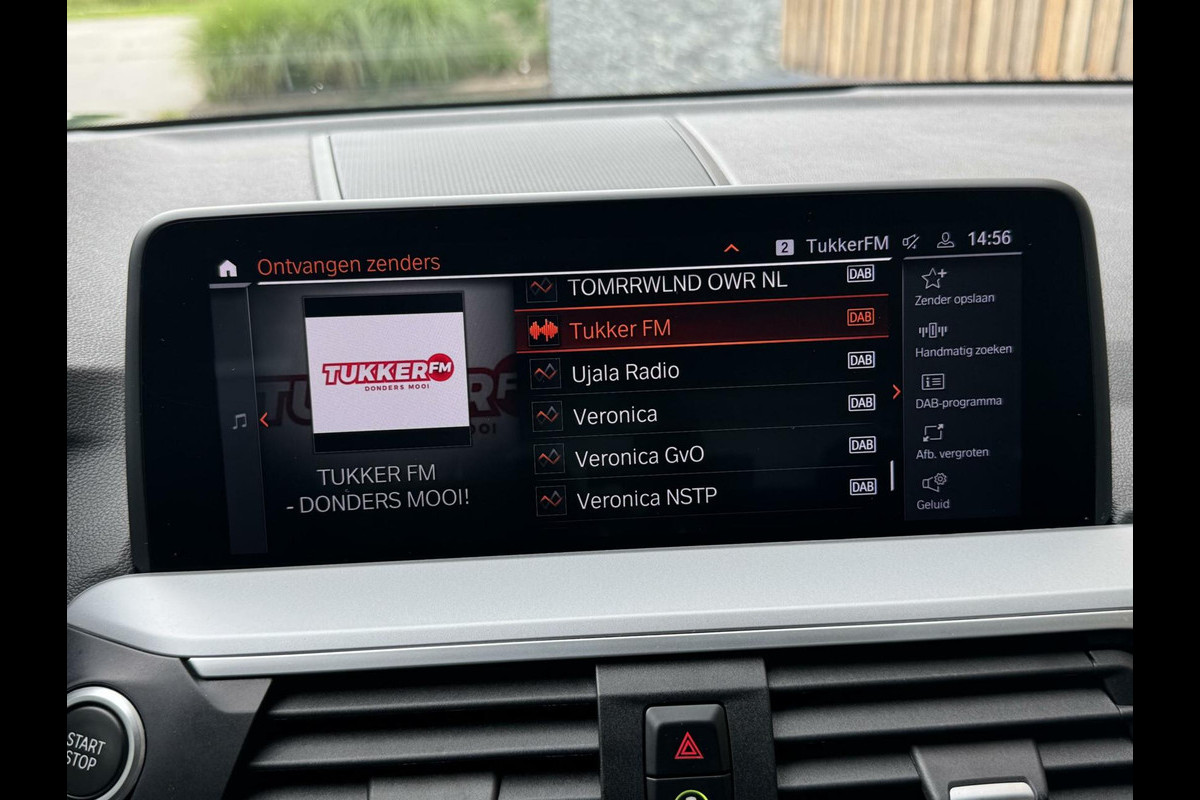 Ontvangen zenders
2 TukkerFM 14:56
TUKKERFM
DONDERS MOOI
TUKKER FM
- DONDERS MOOI!
TOMRRWLND OWR NL DAB
Tukker FM DAB
Ujala Radio DAB
Veronica DAB
Veronica GvO DAB
Veronica NSTP DAB
Zender opslaan
Handmatig zoeken
DAB-programma
Afb. vergroten
Geluid
START
STOP